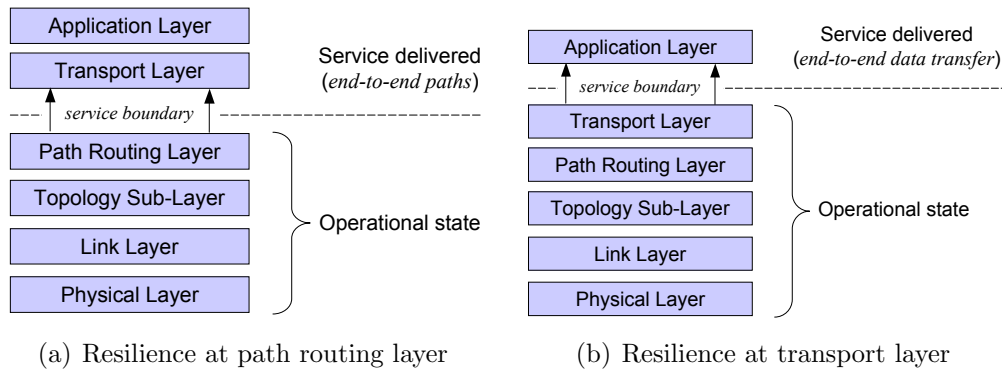 Application Layer
Transport Layer
Service delivered
(end-to-end paths)
service boundary
Path Routing Layer
Topology Sub-Layer
Link Layer
Physical Layer
Operational state
(a) Resilience at path routing layer
Application Layer
Service delivered
(end-to-end data transfer)
service boundary
Transport Layer
Path Routing Layer
Topology Sub-Layer
Link Layer
Physical Layer
Operational state
(b) Resilience at transport layer